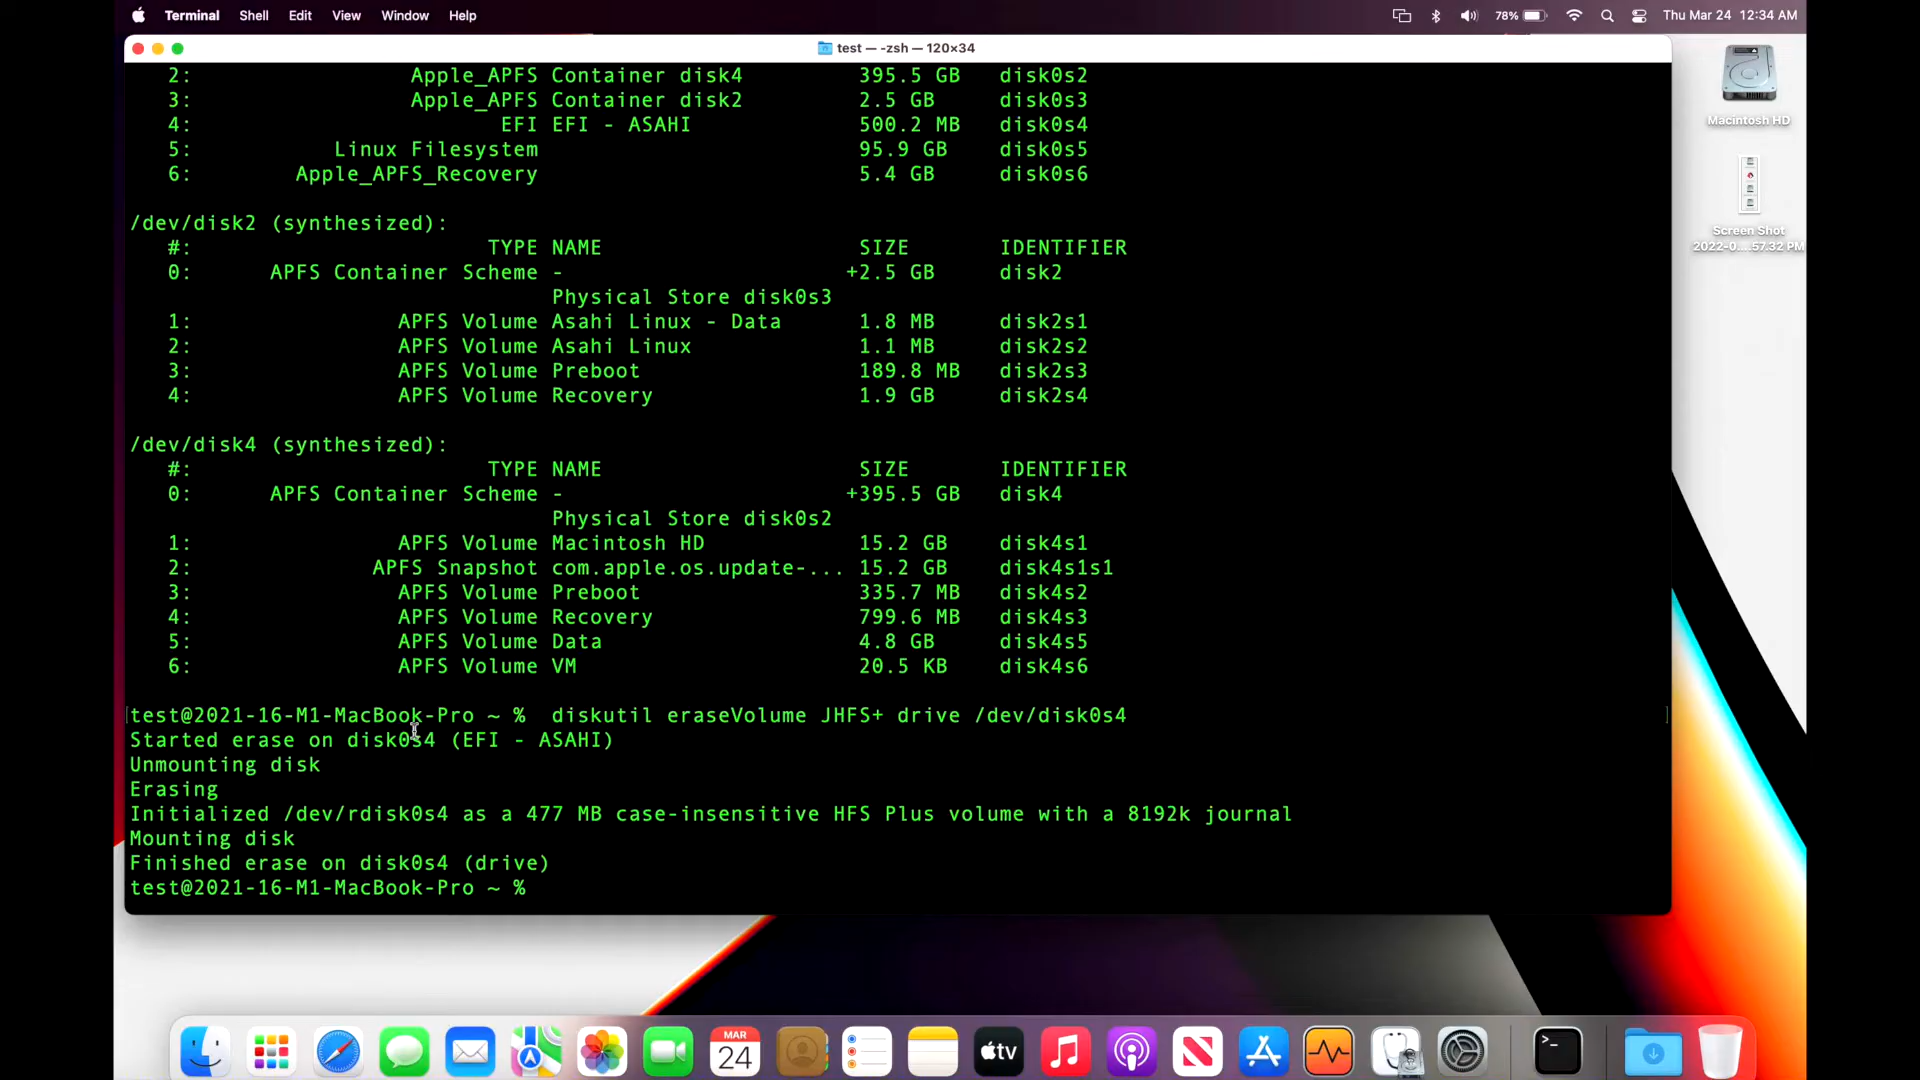 Terminal Shell Edit View Window Help 78% Thu Mar 24 12:34 AM
test — -zsh — 120×34
2: Apple_APFS Container disk4 395.5 GB disk0s2
3: Apple_APFS Container disk2 2.5 GB disk0s3
4: EFI EFI - ASAHI 500.2 MB disk0s4
5: Linux Filesystem 95.9 GB disk0s5
6: Apple_APFS_Recovery 5.4 GB disk0s6
/dev/disk2 (synthesized):
#: TYPE NAME SIZE IDENTIFIER
0: APFS Container Scheme - +2.5 GB disk2
Physical Store disk0s3
1: APFS Volume Asahi Linux - Data 1.8 MB disk2s1
2: APFS Volume Asahi Linux 1.1 MB disk2s2
3: APFS Volume Preboot 189.8 MB disk2s3
4: APFS Volume Recovery 1.9 GB disk2s4
/dev/disk4 (synthesized):
#: TYPE NAME SIZE IDENTIFIER
0: APFS Container Scheme - +395.5 GB disk4
Physical Store disk0s2
1: APFS Volume Macintosh HD 15.2 GB disk4s1
2: APFS Snapshot com.apple.os.update-... 15.2 GB disk4s1s1
3: APFS Volume Preboot 335.7 MB disk4s2
4: APFS Volume Recovery 799.6 MB disk4s3
5: APFS Volume Data 4.8 GB disk4s5
6: APFS Volume VM 20.5 KB disk4s6
test@2021-16-M1-MacBook-Pro ~ % diskutil eraseVolume JHFS+ drive /dev/disk0s4
Started erase on disk0s4 (EFI - ASAHI)
Unmounting disk
Erasing
Initialized /dev/rdisk0s4 as a 477 MB case-insensitive HFS Plus volume with a 8192k journal
Mounting disk
Finished erase on disk0s4 (drive)
test@2021-16-M1-MacBook-Pro ~ %
Macintosh HD
Screen Shot
2022-0....57.32 PM
MAR
24
tv
>_